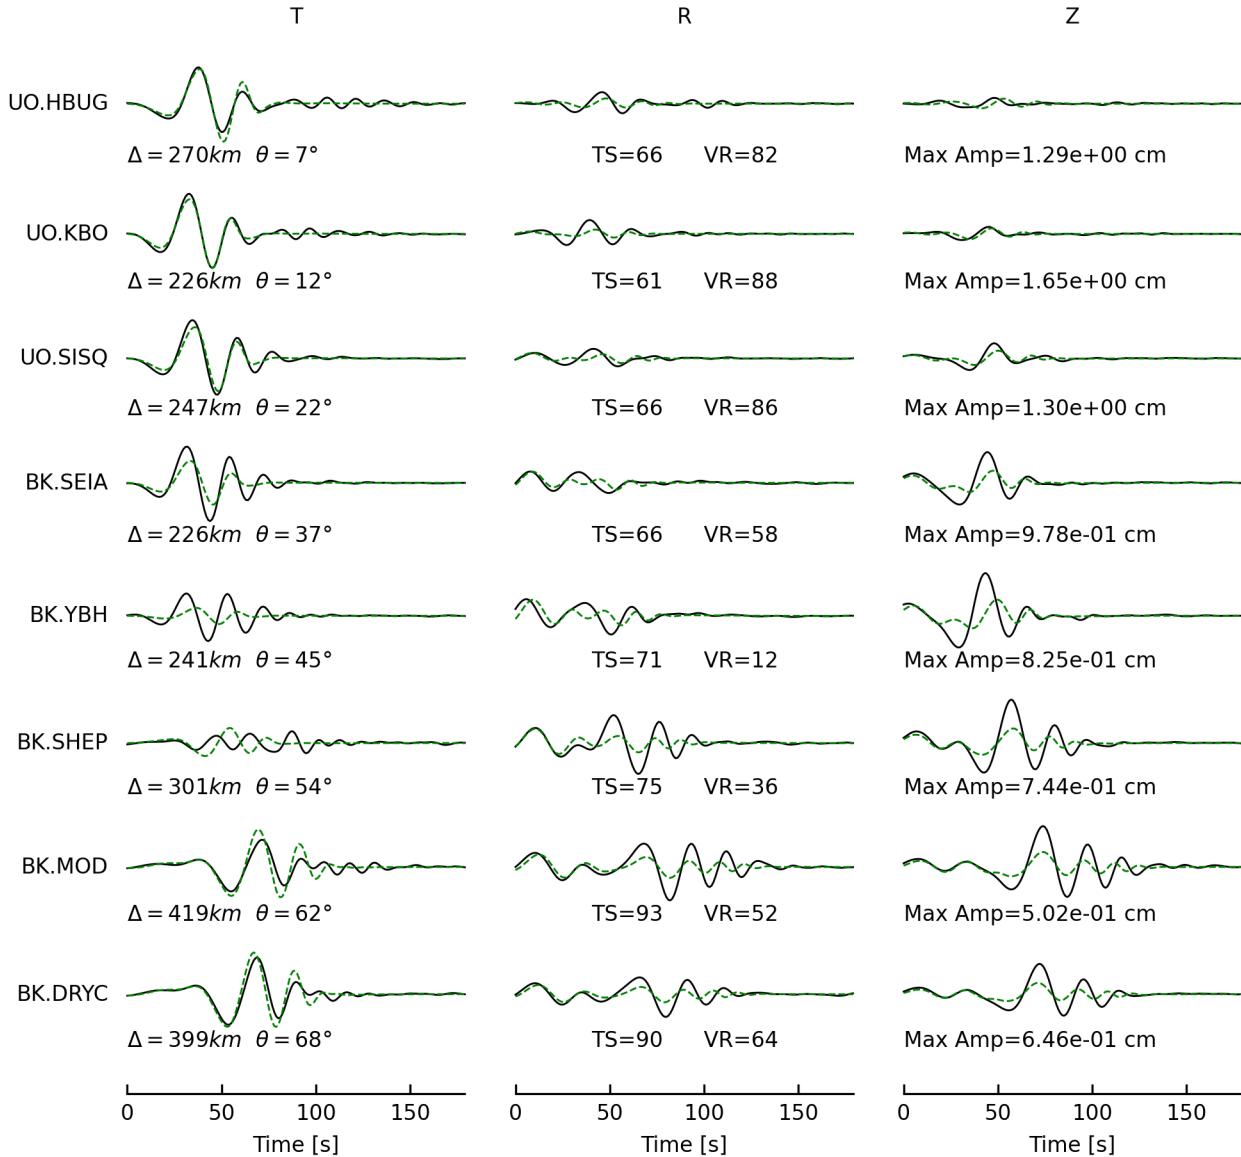 T R Z
UO.HBUG
Δ = 270km θ = 7° TS=66 VR=82 Max Amp=1.29e+00 cm
UO.KBO
Δ = 226km θ = 12° TS=61 VR=88 Max Amp=1.65e+00 cm
UO.SISQ
Δ = 247km θ = 22° TS=66 VR=86 Max Amp=1.30e+00 cm
BK.SEIA
Δ = 226km θ = 37° TS=66 VR=58 Max Amp=9.78e-01 cm
BK.YBH
Δ = 241km θ = 45° TS=71 VR=12 Max Amp=8.25e-01 cm
BK.SHEP
Δ = 301km θ = 54° TS=75 VR=36 Max Amp=7.44e-01 cm
BK.MOD
Δ = 419km θ = 62° TS=93 VR=52 Max Amp=5.02e-01 cm
BK.DRYC
Δ = 399km θ = 68° TS=90 VR=64 Max Amp=6.46e-01 cm
0 50 100 150 0 50 100 150 0 50 100 150
Time [s] Time [s] Time [s]